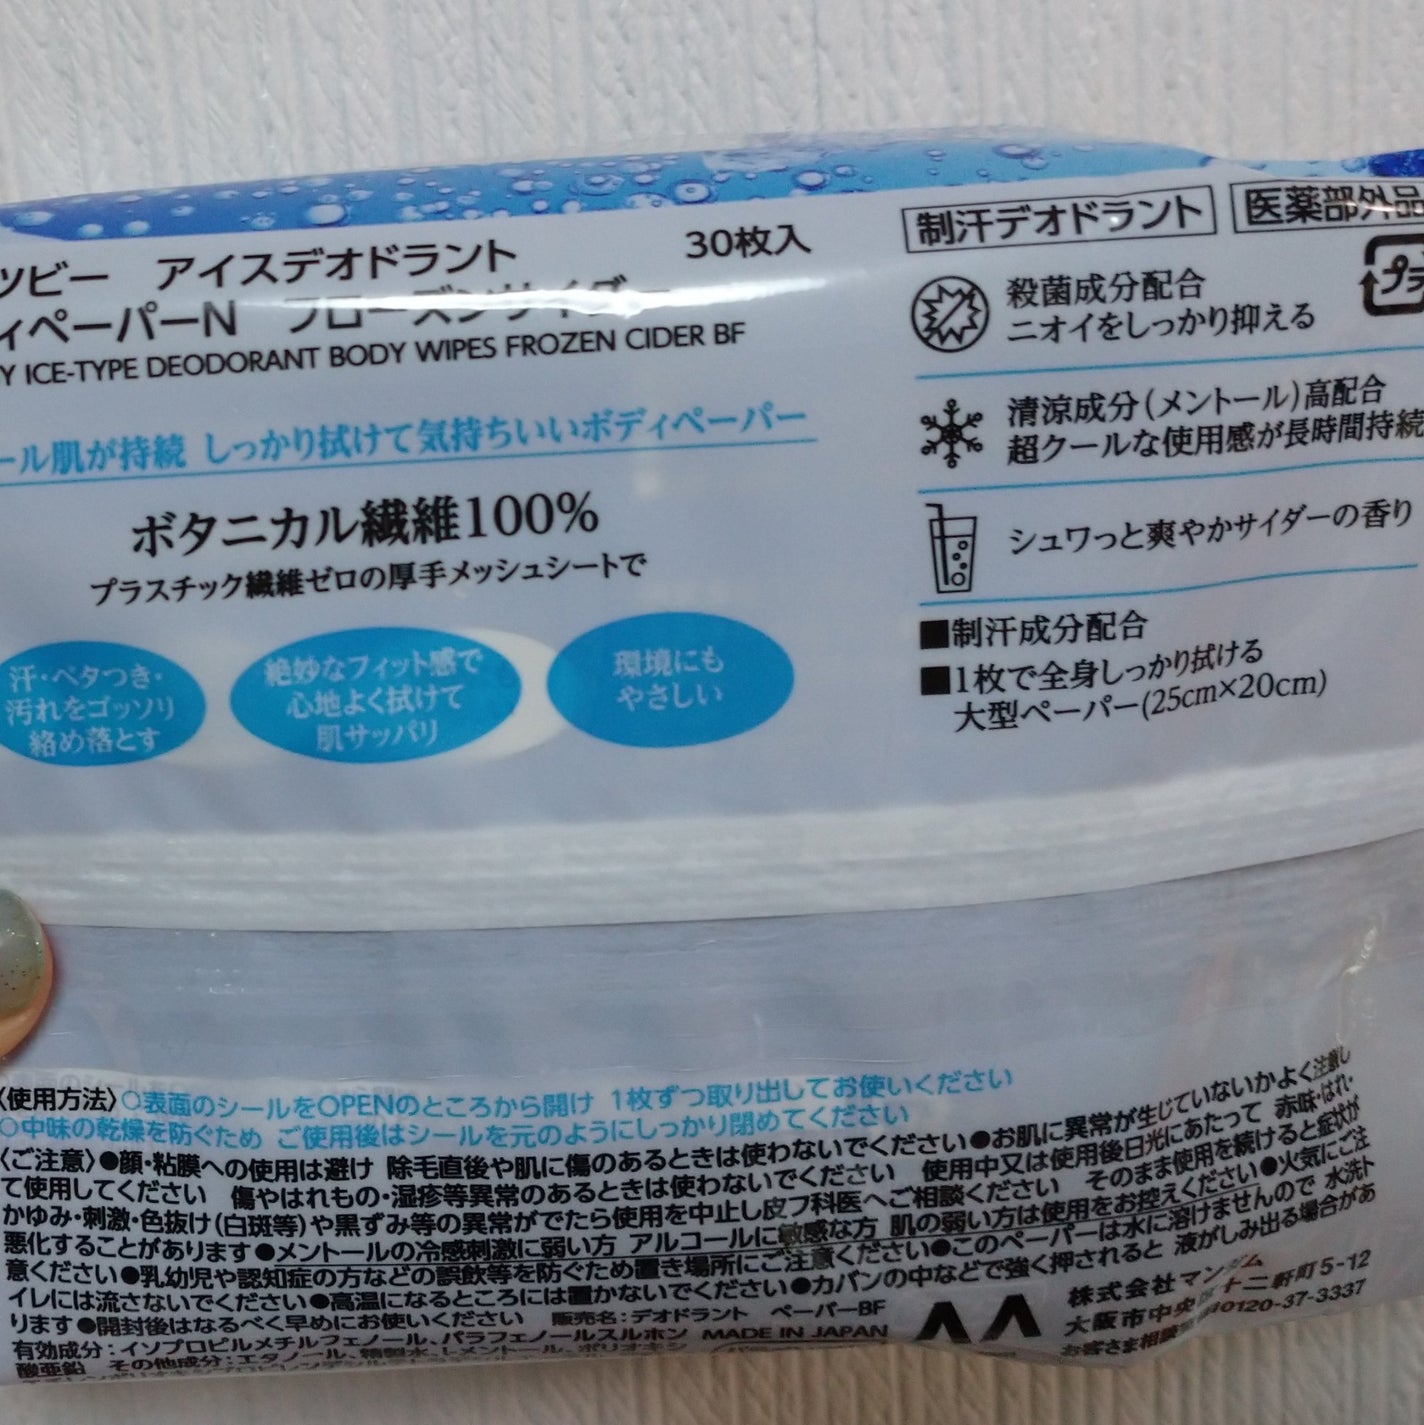 ツビー アイスデオドラント 30枚入
ィペーパーN フローズンサイダー
Y ICE-TYPE DEODORANT BODY WIPES FROZEN CIDER BF
ール肌が持続 しっかり拭けて気持ちいいボディペーパー
ボタニカル繊維100%
プラスチック繊維ゼロの厚手メッシュシートで
汗・ベタつき・
汚れをゴッソリ
絡め落とす
絶妙なフィット感で
心地よく拭けて
肌サッパリ
環境にも
やさしい
制汗デオドラント 医薬部外品
プラ
殺菌成分配合
ニオイをしっかり抑える
清涼成分(メントール)高配合
超クールな使用感が長時間持続
シュワっと爽やかサイダーの香り
■制汗成分配合
■1枚で全身しっかり拭ける
大型ペーパー(25cm×20cm)
〈使用方法〉○表面のシールをOPENのところから開け 1枚ずつ取り出してお使いください
○中味の乾燥を防ぐため ご使用後はシールを元のようにしっかり閉めてください
〈ご注意〉●顔・粘膜への使用は避け 除毛直後や肌に傷のあるときは使わないでください●お肌に異常が生じていないかよく注意し
て使用してください 傷やはれもの・湿疹等異常のあるときは使わないでください 使用中又は使用後日光にあたって 赤味・はれ・
かゆみ・刺激・色抜け(白斑等)や黒ずみ等の異常がでたら使用を中止し皮フ科医へご相談ください そのまま使用を続けると症状が
悪化することがあります●メントールの冷感刺激に弱い方 アルコールに敏感な方 肌の弱い方は使用をお控えください●火気にご注
意ください●乳幼児や認知症の方などの誤飲等を防ぐため置き場所にご注意ください●このペーパーは水に溶けませんので 水洗ト
イレには流さないでください●高温になるところには置かないでください●カバンの中などで強く押されると 液がしみ出る場合があ
ります●開封後はなるべく早めにお使いください 販売名:デオドラント ペーパーBF
有効成分:イソプロピルメチルフェノール、パラフェノールスルホン MADE IN JAPAN
酸亜鉛 その他成分:エタノール、精製水、l-メントール、ポリオキシ
株式会社マンダム
大阪市中央区十二軒町5-12
お客さま相談室 0120-37-3337